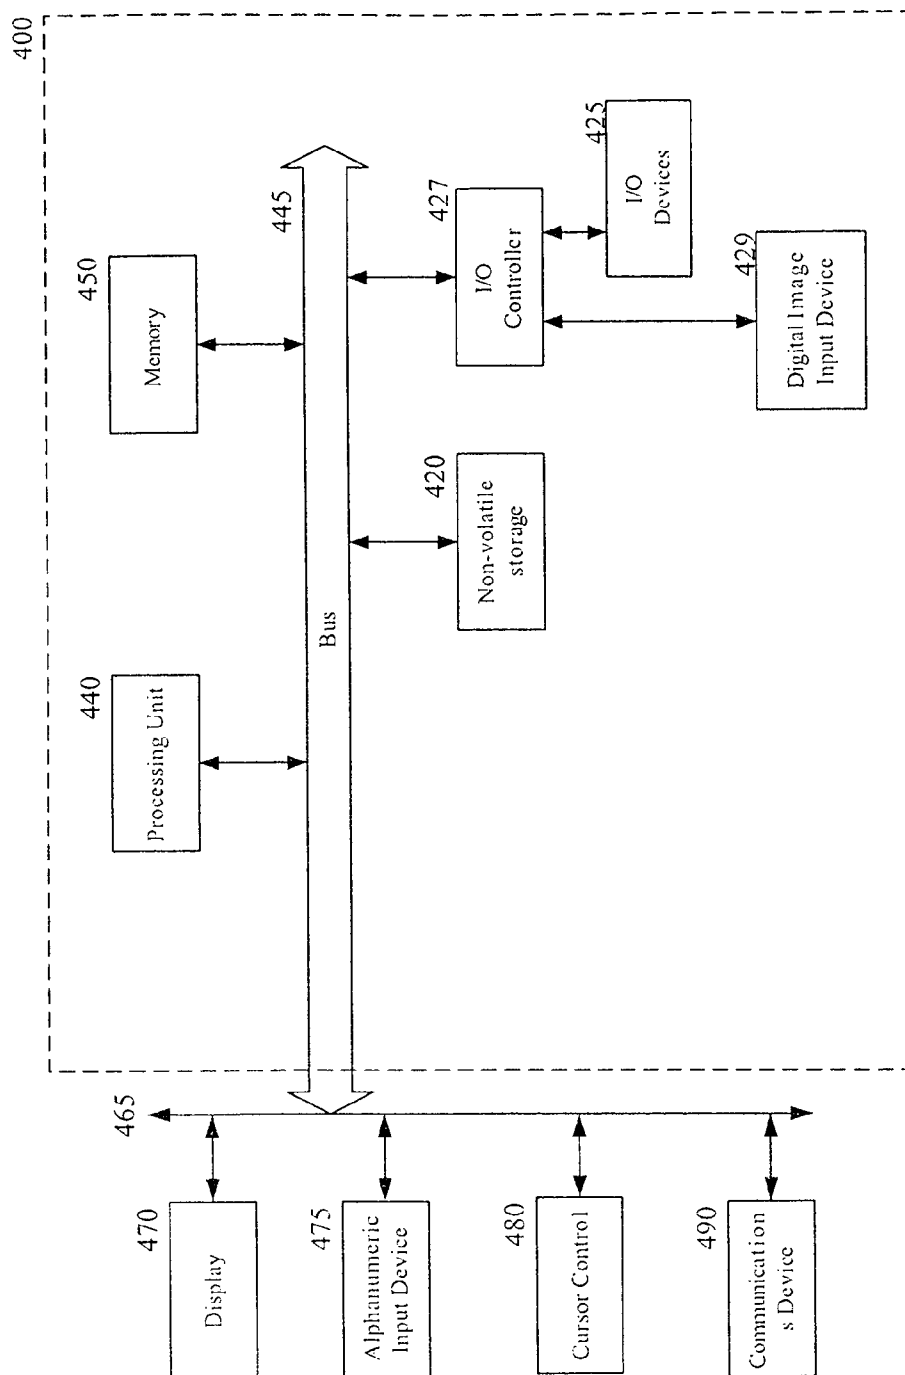 400
450
Memory
440
Processing Unit
445
Bus
427
I/O
Controller
425
I/O
Devices
429
Digital Image
Input Device
420
Non-volatile
storage
465
470
Display
475
Alphanumeric
Input Device
480
Cursor Control
490
Communication
s Device